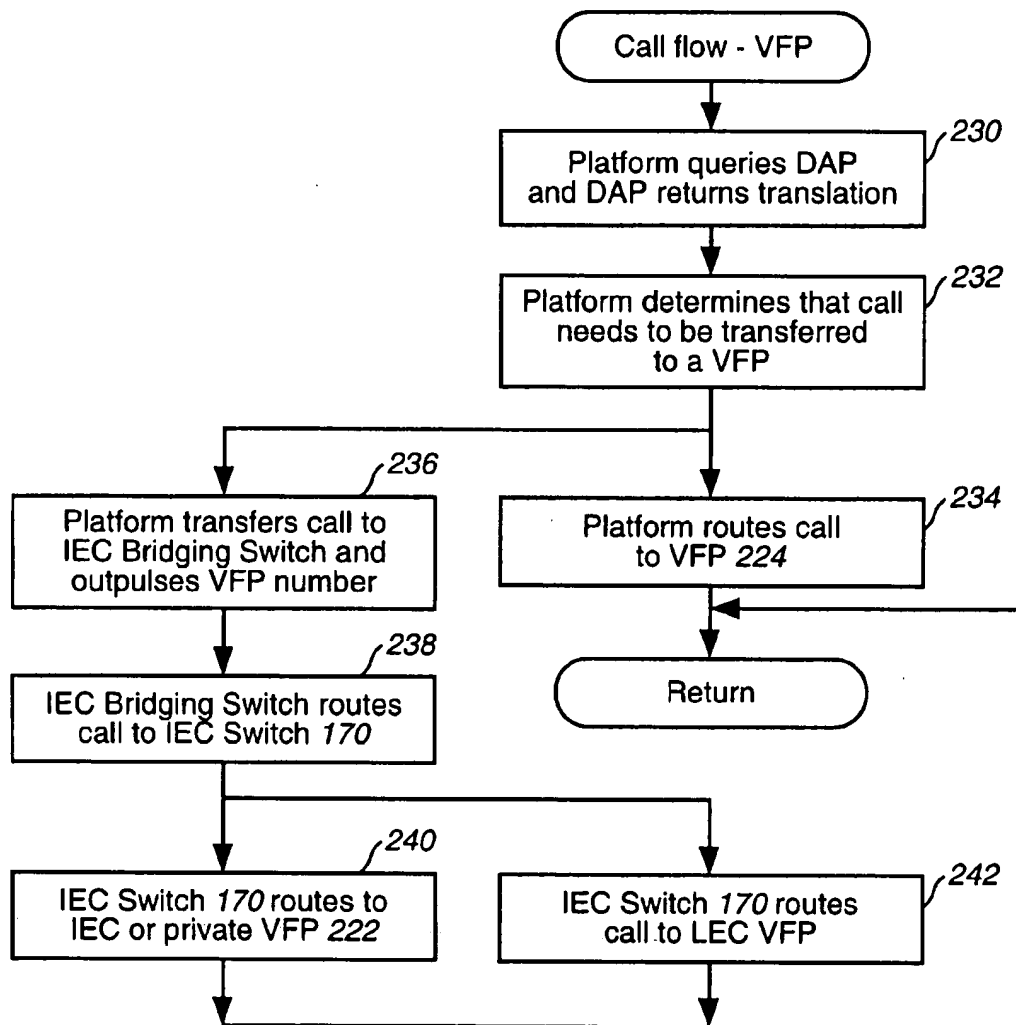 Call flow - VFP
230
Platform queries DAP
and DAP returns translation
232
Platform determines that call
needs to be transferred
to a VFP
236
Platform transfers call to
IEC Bridging Switch and
outpulses VFP number
234
Platform routes call
to VFP 224
238
IEC Bridging Switch routes
call to IEC Switch 170
Return
240
IEC Switch 170 routes to
IEC or private VFP 222
242
IEC Switch 170 routes
call to LEC VFP